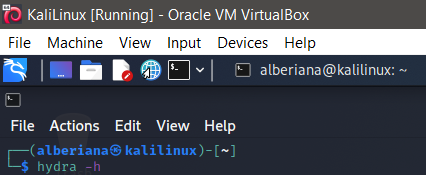 KaliLinux [Running] - Oracle VM VirtualBox
File Machine View Input Devices Help
alberiana@kalilinux: ~
File Actions Edit View Help
(alberiana㉿kalilinux)-[~]
$ hydra -h